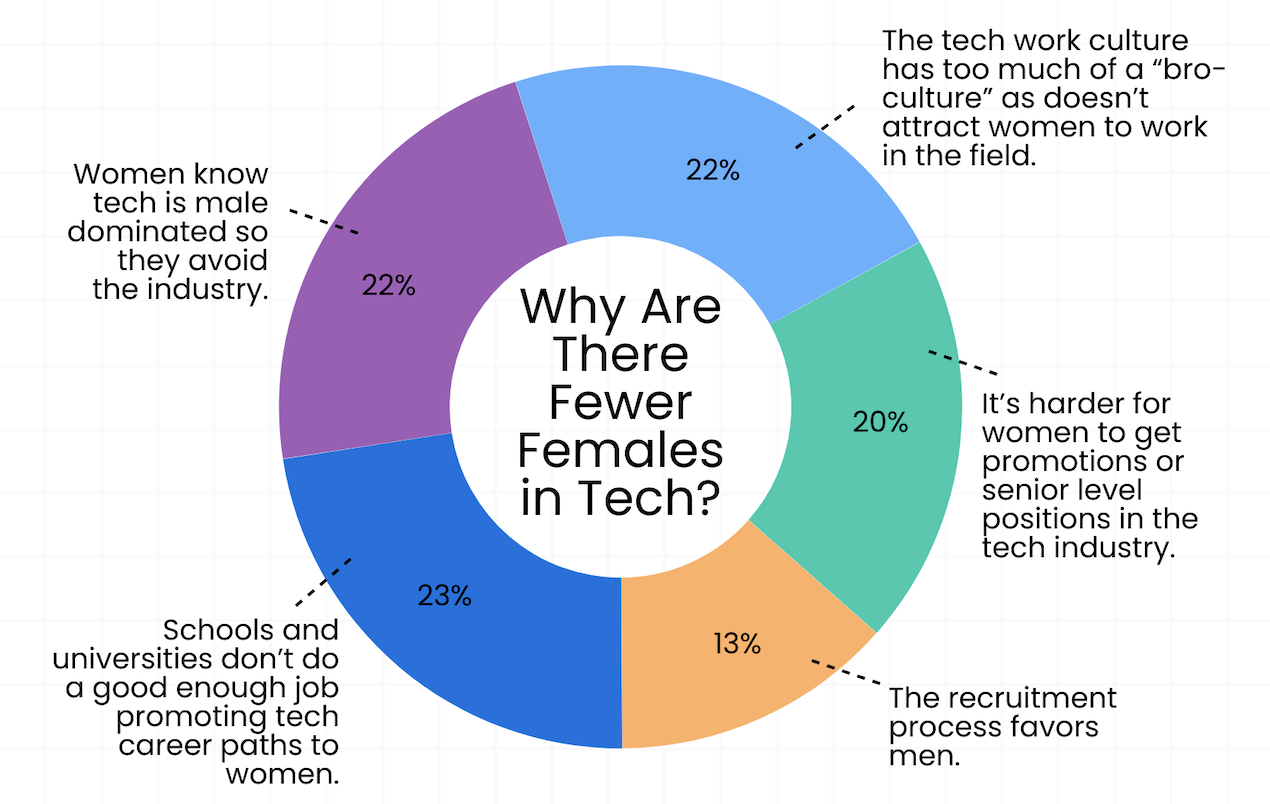 The tech work culture
has too much of a “bro-
culture” as doesn’t
attract women to work
in the field.
22%
Women know
tech is male
dominated so
they avoid
the industry.
22%
Why Are
There
Fewer
Females
in Tech?
20%
It’s harder for
women to get
promotions or
senior level
positions in the
tech industry.
23%
Schools and
universities don’t do
a good enough job
promoting tech
career paths to
women.
13%
The recruitment
process favors
men.